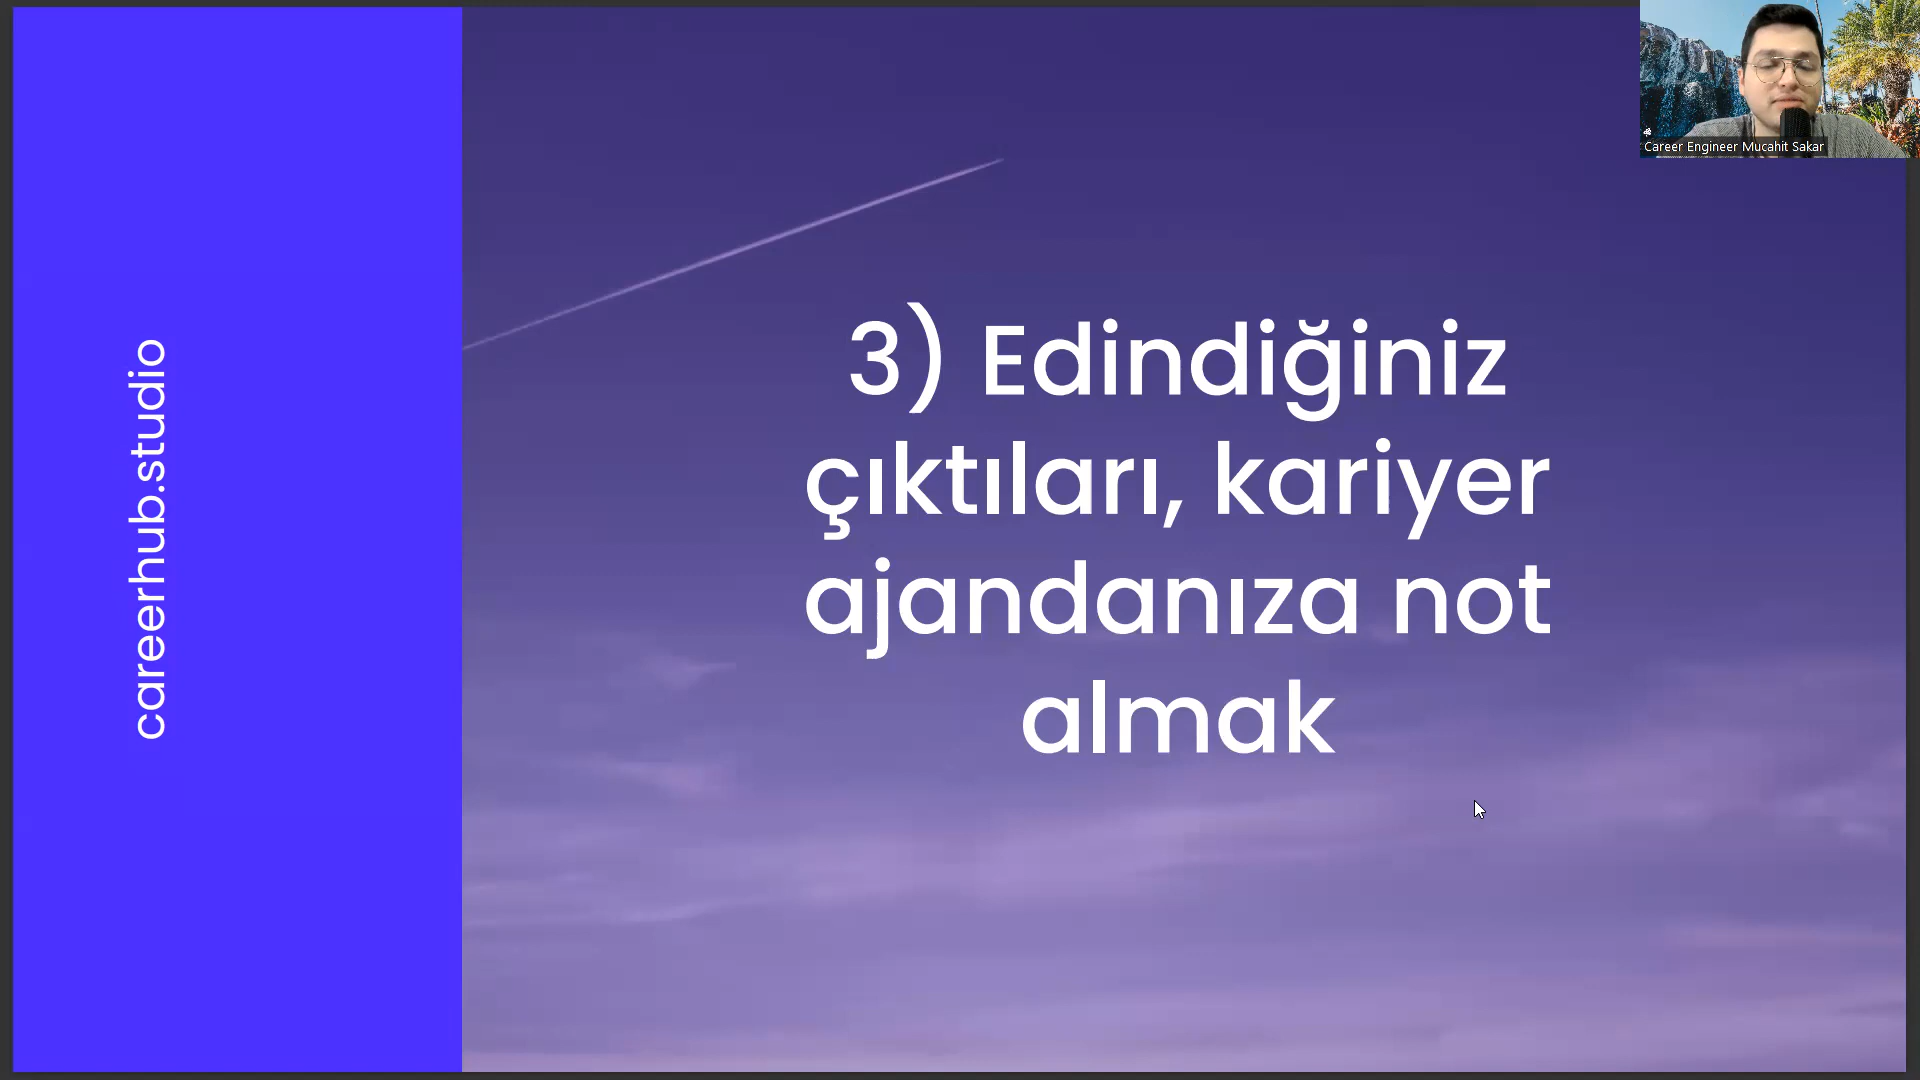 careerhub.studio
3) Edindiğiniz
çıktıları, kariyer
ajandanıza not
almak
Career Engineer Mucahit Sakar